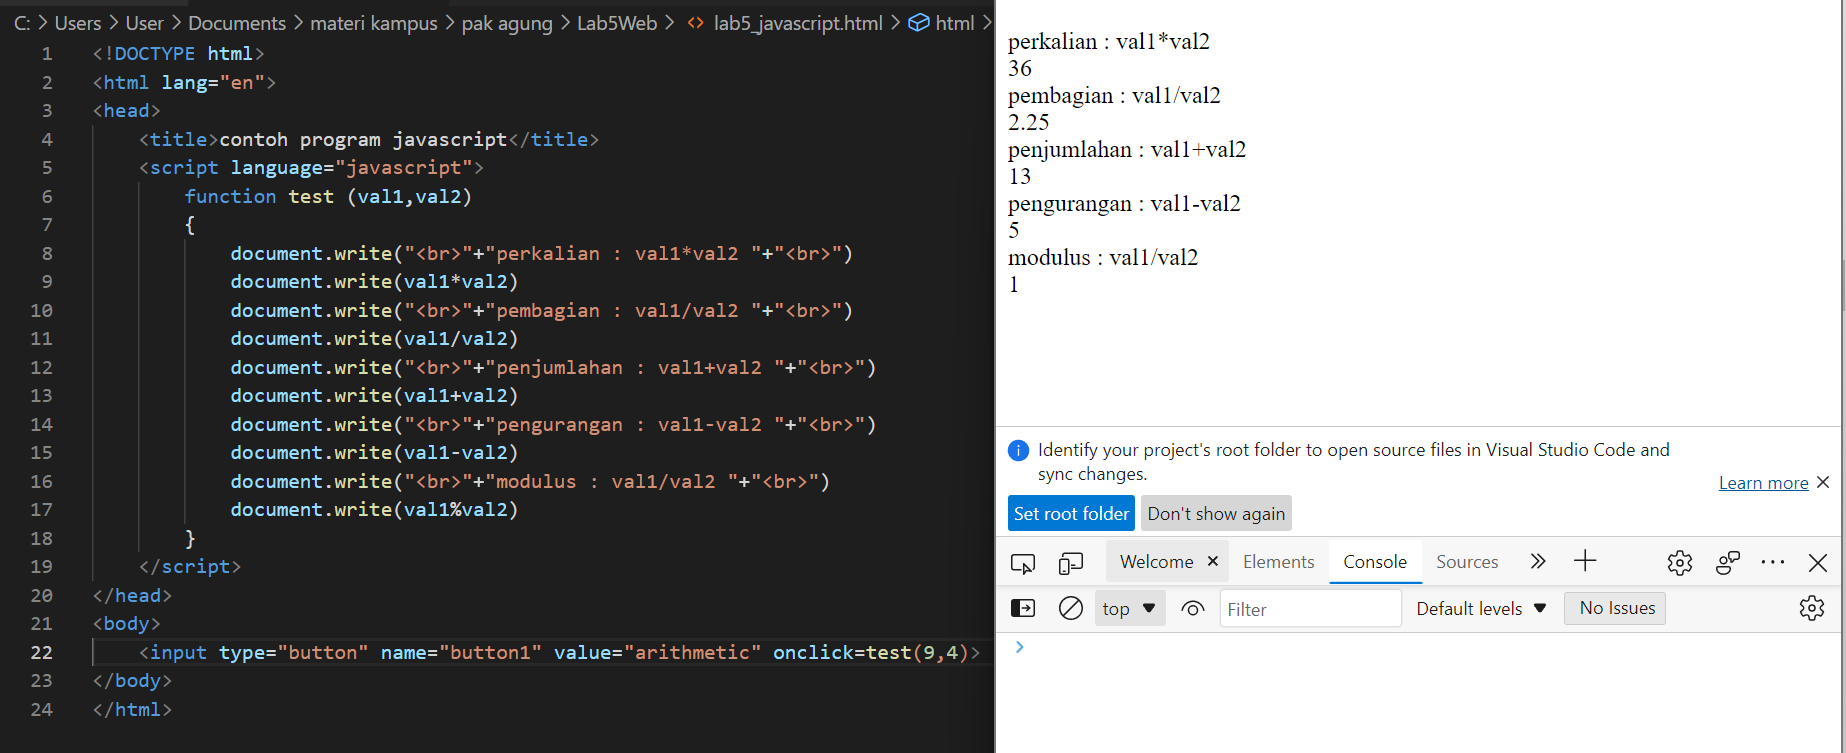 C: > Users > User > Documents > materi kampus > pak agung > Lab5Web > <> lab5_javascript.html > html >
1 <!DOCTYPE html>
2 <html lang="en">
3 <head>
4 <title>contoh program javascript</title>
5 <script language="javascript">
6 function test (val1,val2)
7 {
8 document.write("<br>"+"perkalian : val1*val2 "+"<br>")
9 document.write(val1*val2)
10 document.write("<br>"+"pembagian : val1/val2 "+"<br>")
11 document.write(val1/val2)
12 document.write("<br>"+"penjumlahan : val1+val2 "+"<br>")
13 document.write(val1+val2)
14 document.write("<br>"+"pengurangan : val1-val2 "+"<br>")
15 document.write(val1-val2)
16 document.write("<br>"+"modulus : val1/val2 "+"<br>")
17 document.write(val1%val2)
18 }
19 </script>
20 </head>
21 <body>
22 <input type="button" name="button1" value="arithmetic" onclick=test(9,4)>
23 </body>
24 </html>
perkalian : val1*val2
36
pembagian : val1/val2
2.25
penjumlahan : val1+val2
13
pengurangan : val1-val2
5
modulus : val1/val2
1
Identify your project's root folder to open source files in Visual Studio Code and
sync changes.
Learn more
Set root folder Don't show again
Welcome Elements Console Sources
top Filter Default levels No Issues